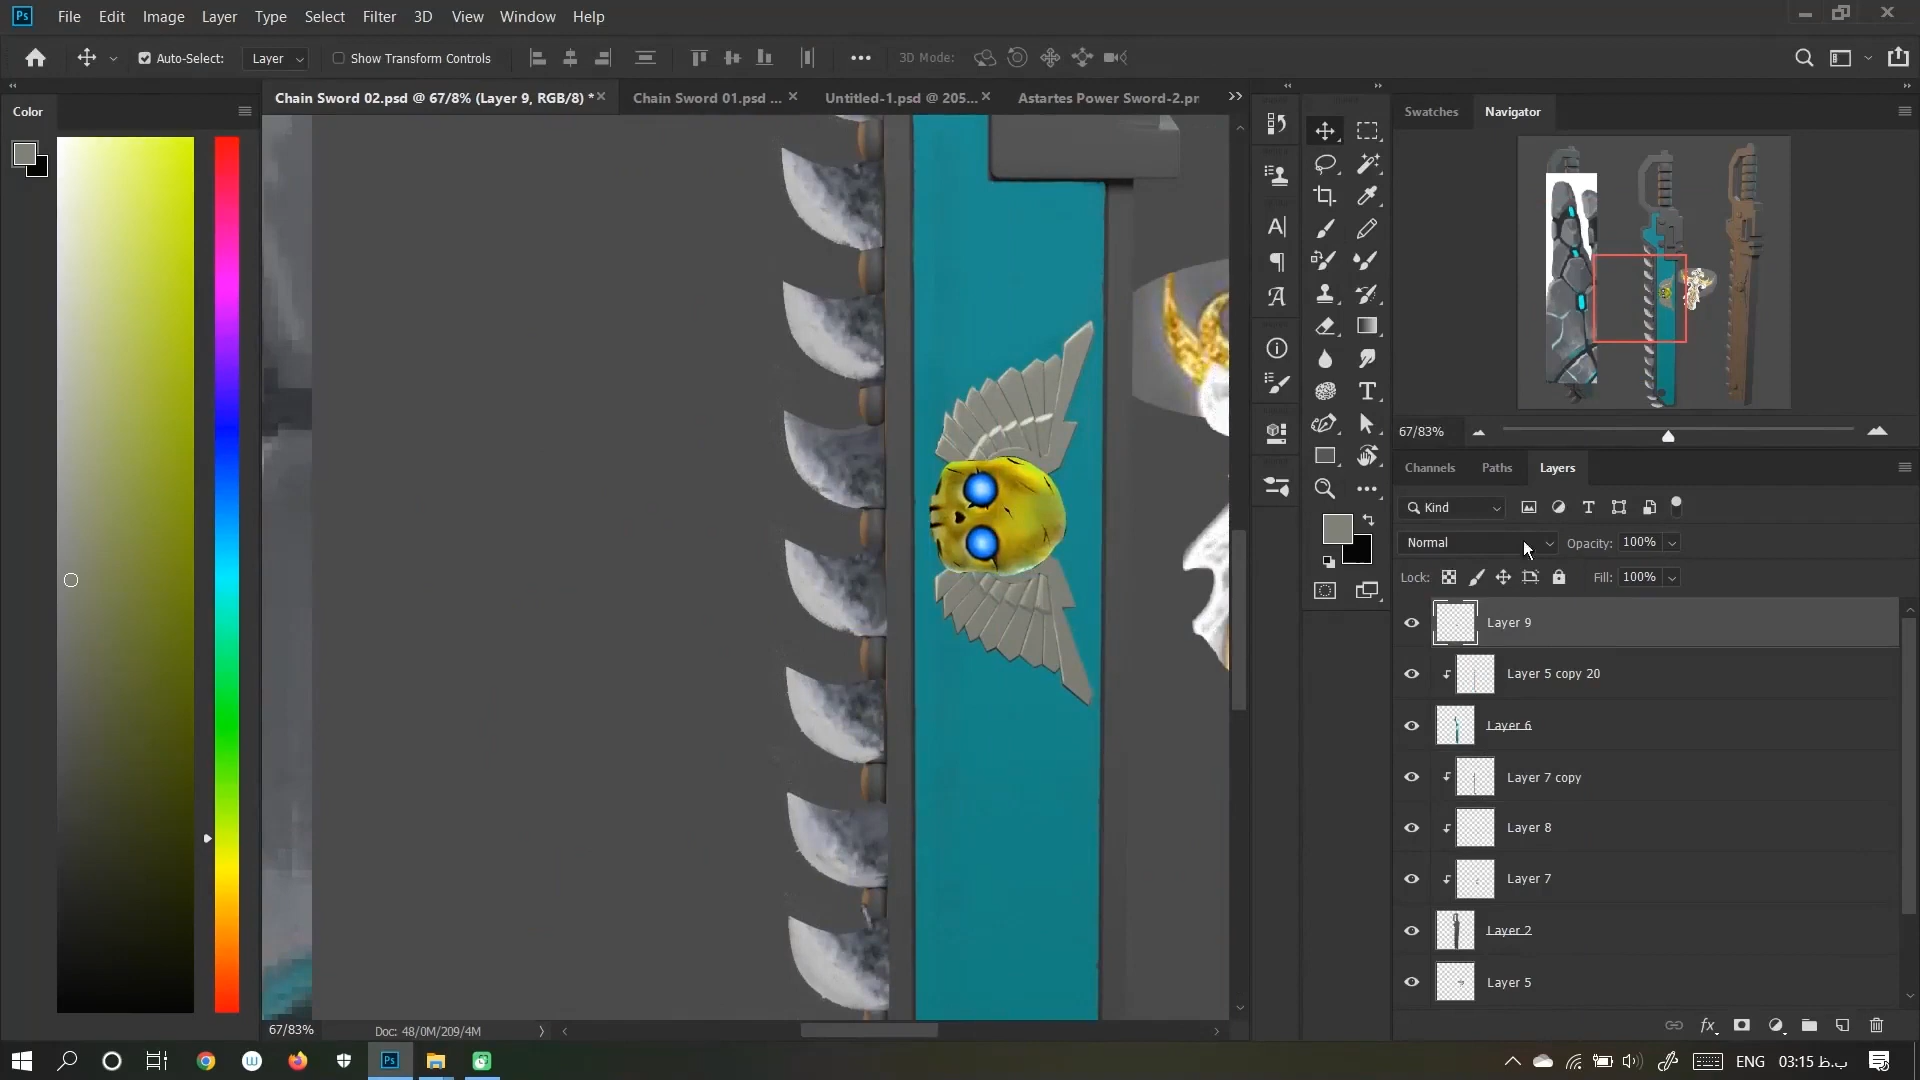 Ps File Edit Image Layer Type Select Filter 3D View Window Help
Auto-Select: Layer Show Transform Controls 3D Mode:
Chain Sword 02.psd @ 67/8% (Layer 9, RGB/8) * Chain Sword 01.psd ... Untitled-1.psd @ 205... Astartes Power Sword-2.pr
Color
Swatches Navigator
67/83%
Channels Paths Layers
Kind
Normal Opacity: 100%
Lock: Fill: 100%
Layer 9
Layer 5 copy 20
Layer 6
Layer 7 copy
Layer 8
Layer 7
Layer 2
Layer 5
67/83% Doc: 48/0M/209/4M
fx
Ps ENG 03:15 ب.ظ